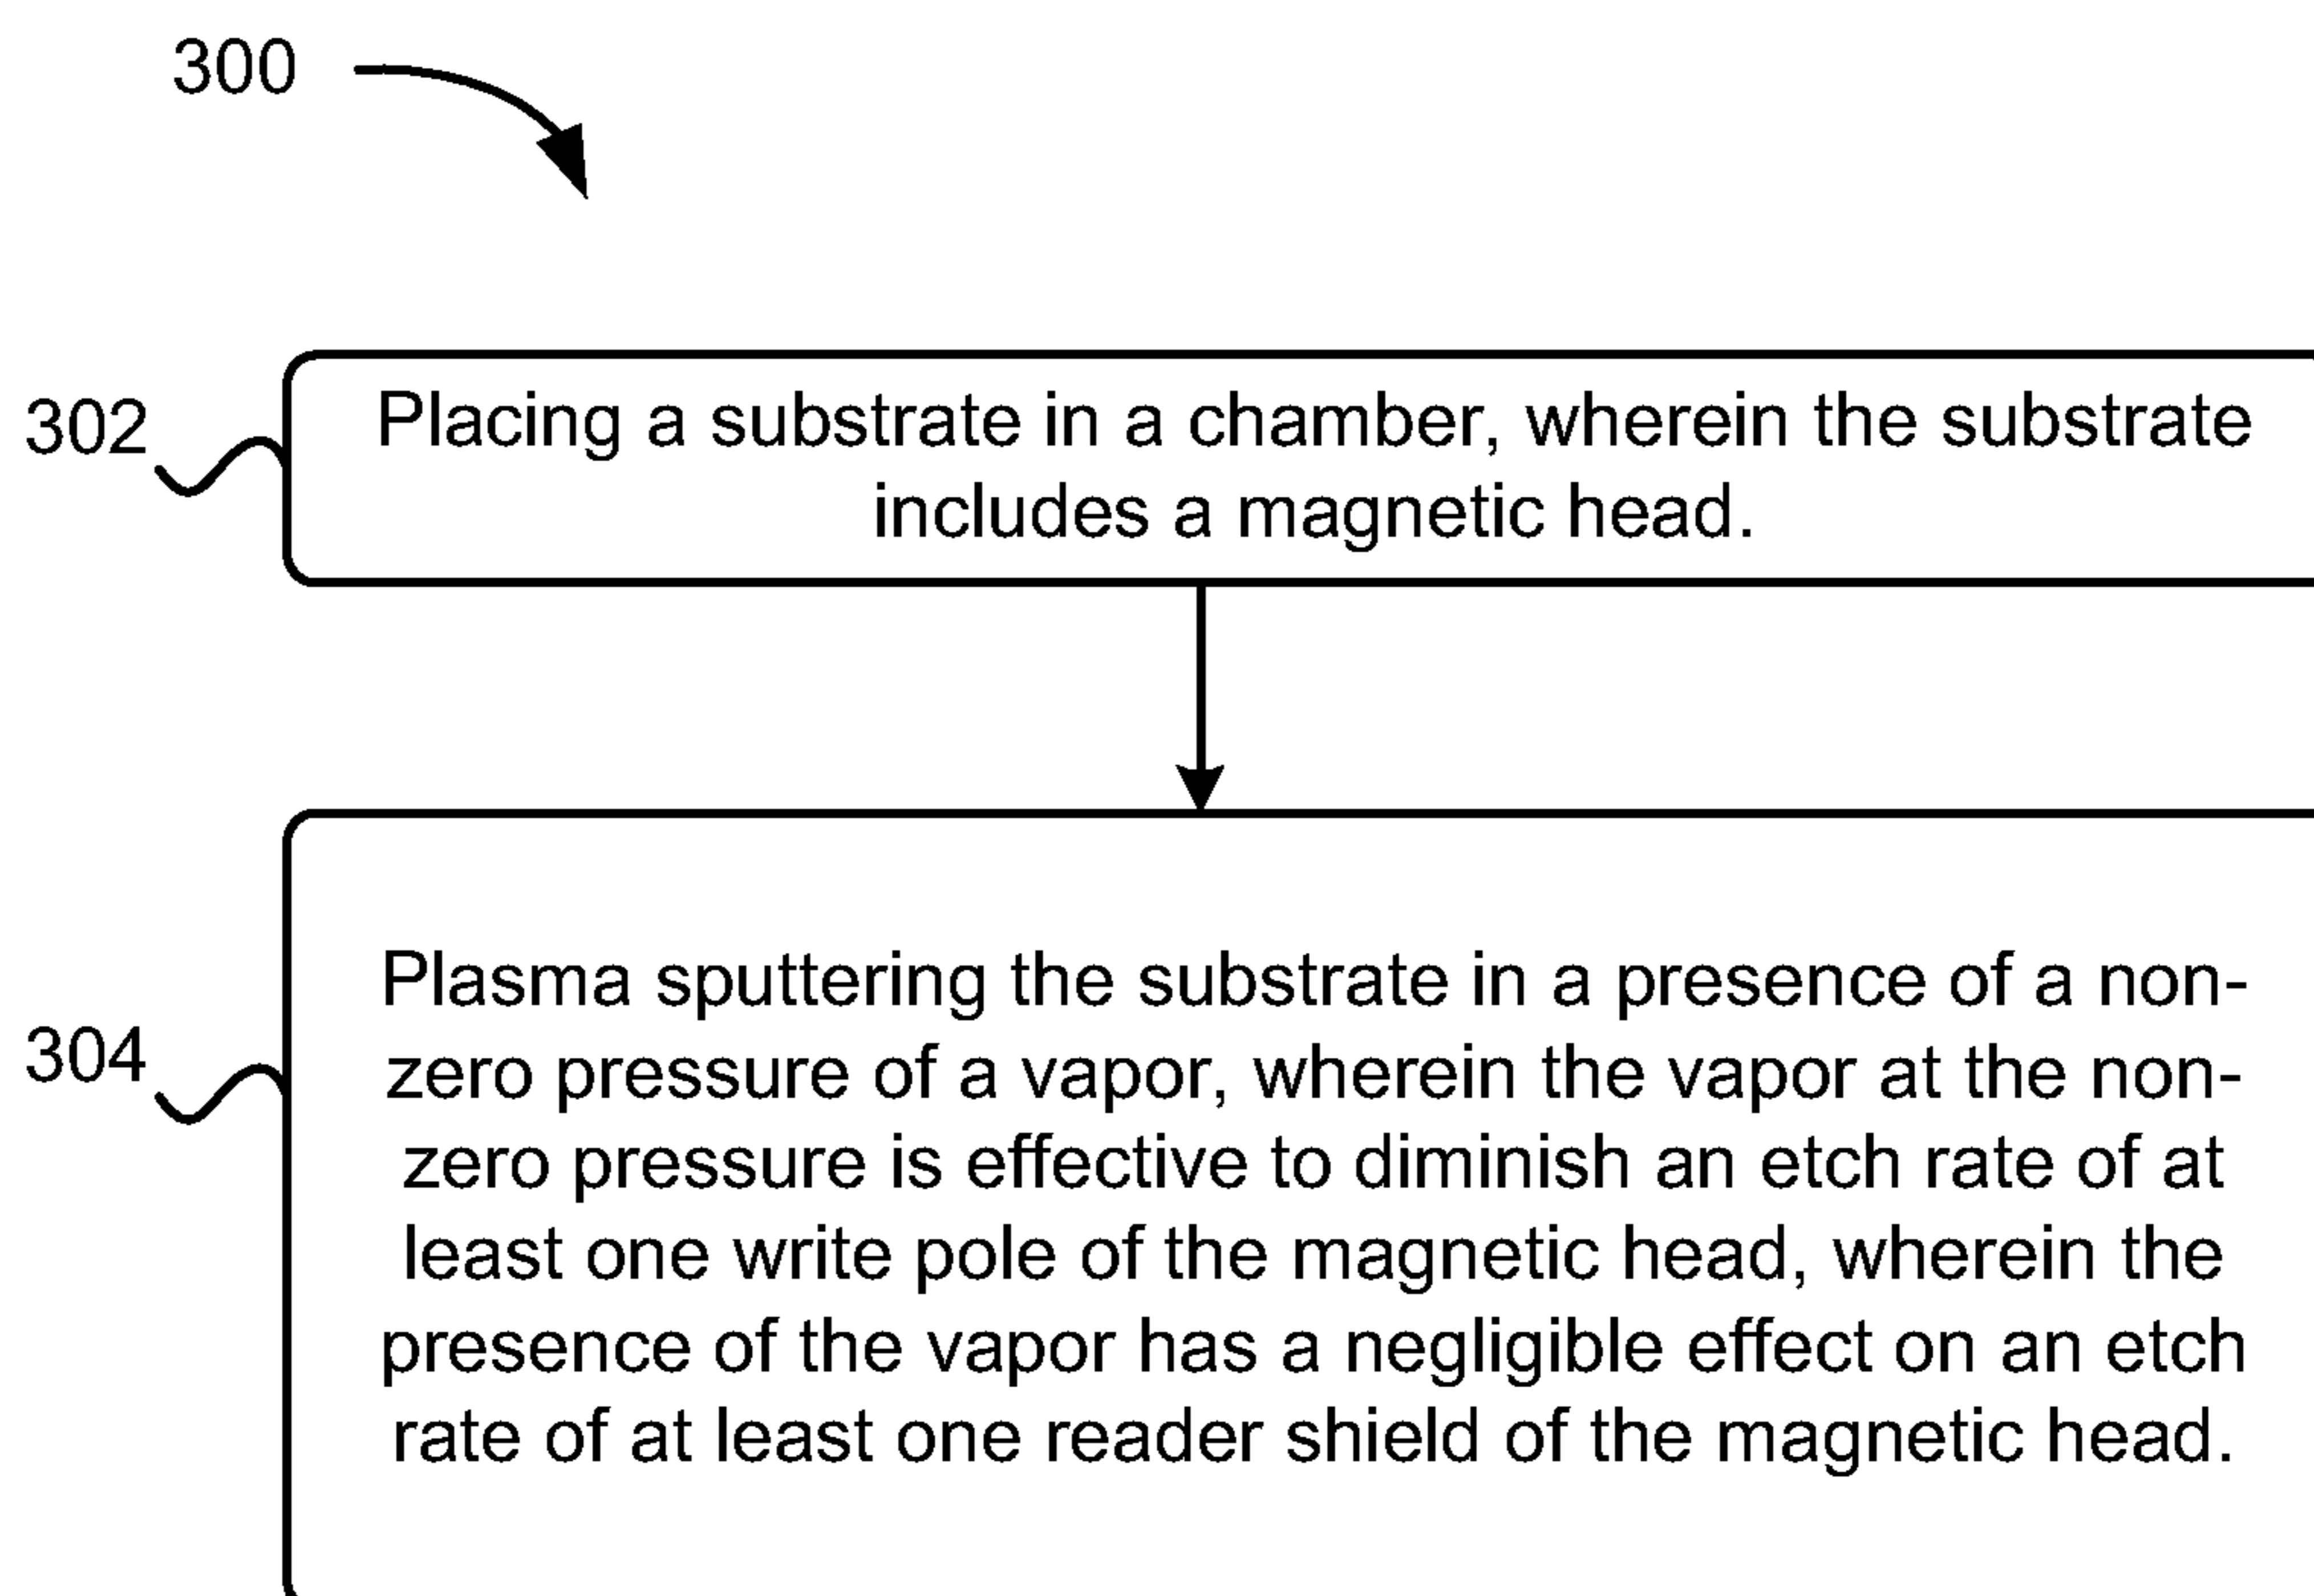 300
302
Placing a substrate in a chamber, wherein the substrate
includes a magnetic head.
304
Plasma sputtering the substrate in a presence of a non-
zero pressure of a vapor, wherein the vapor at the non-
zero pressure is effective to diminish an etch rate of at
least one write pole of the magnetic head, wherein the
presence of the vapor has a negligible effect on an etch
rate of at least one reader shield of the magnetic head.